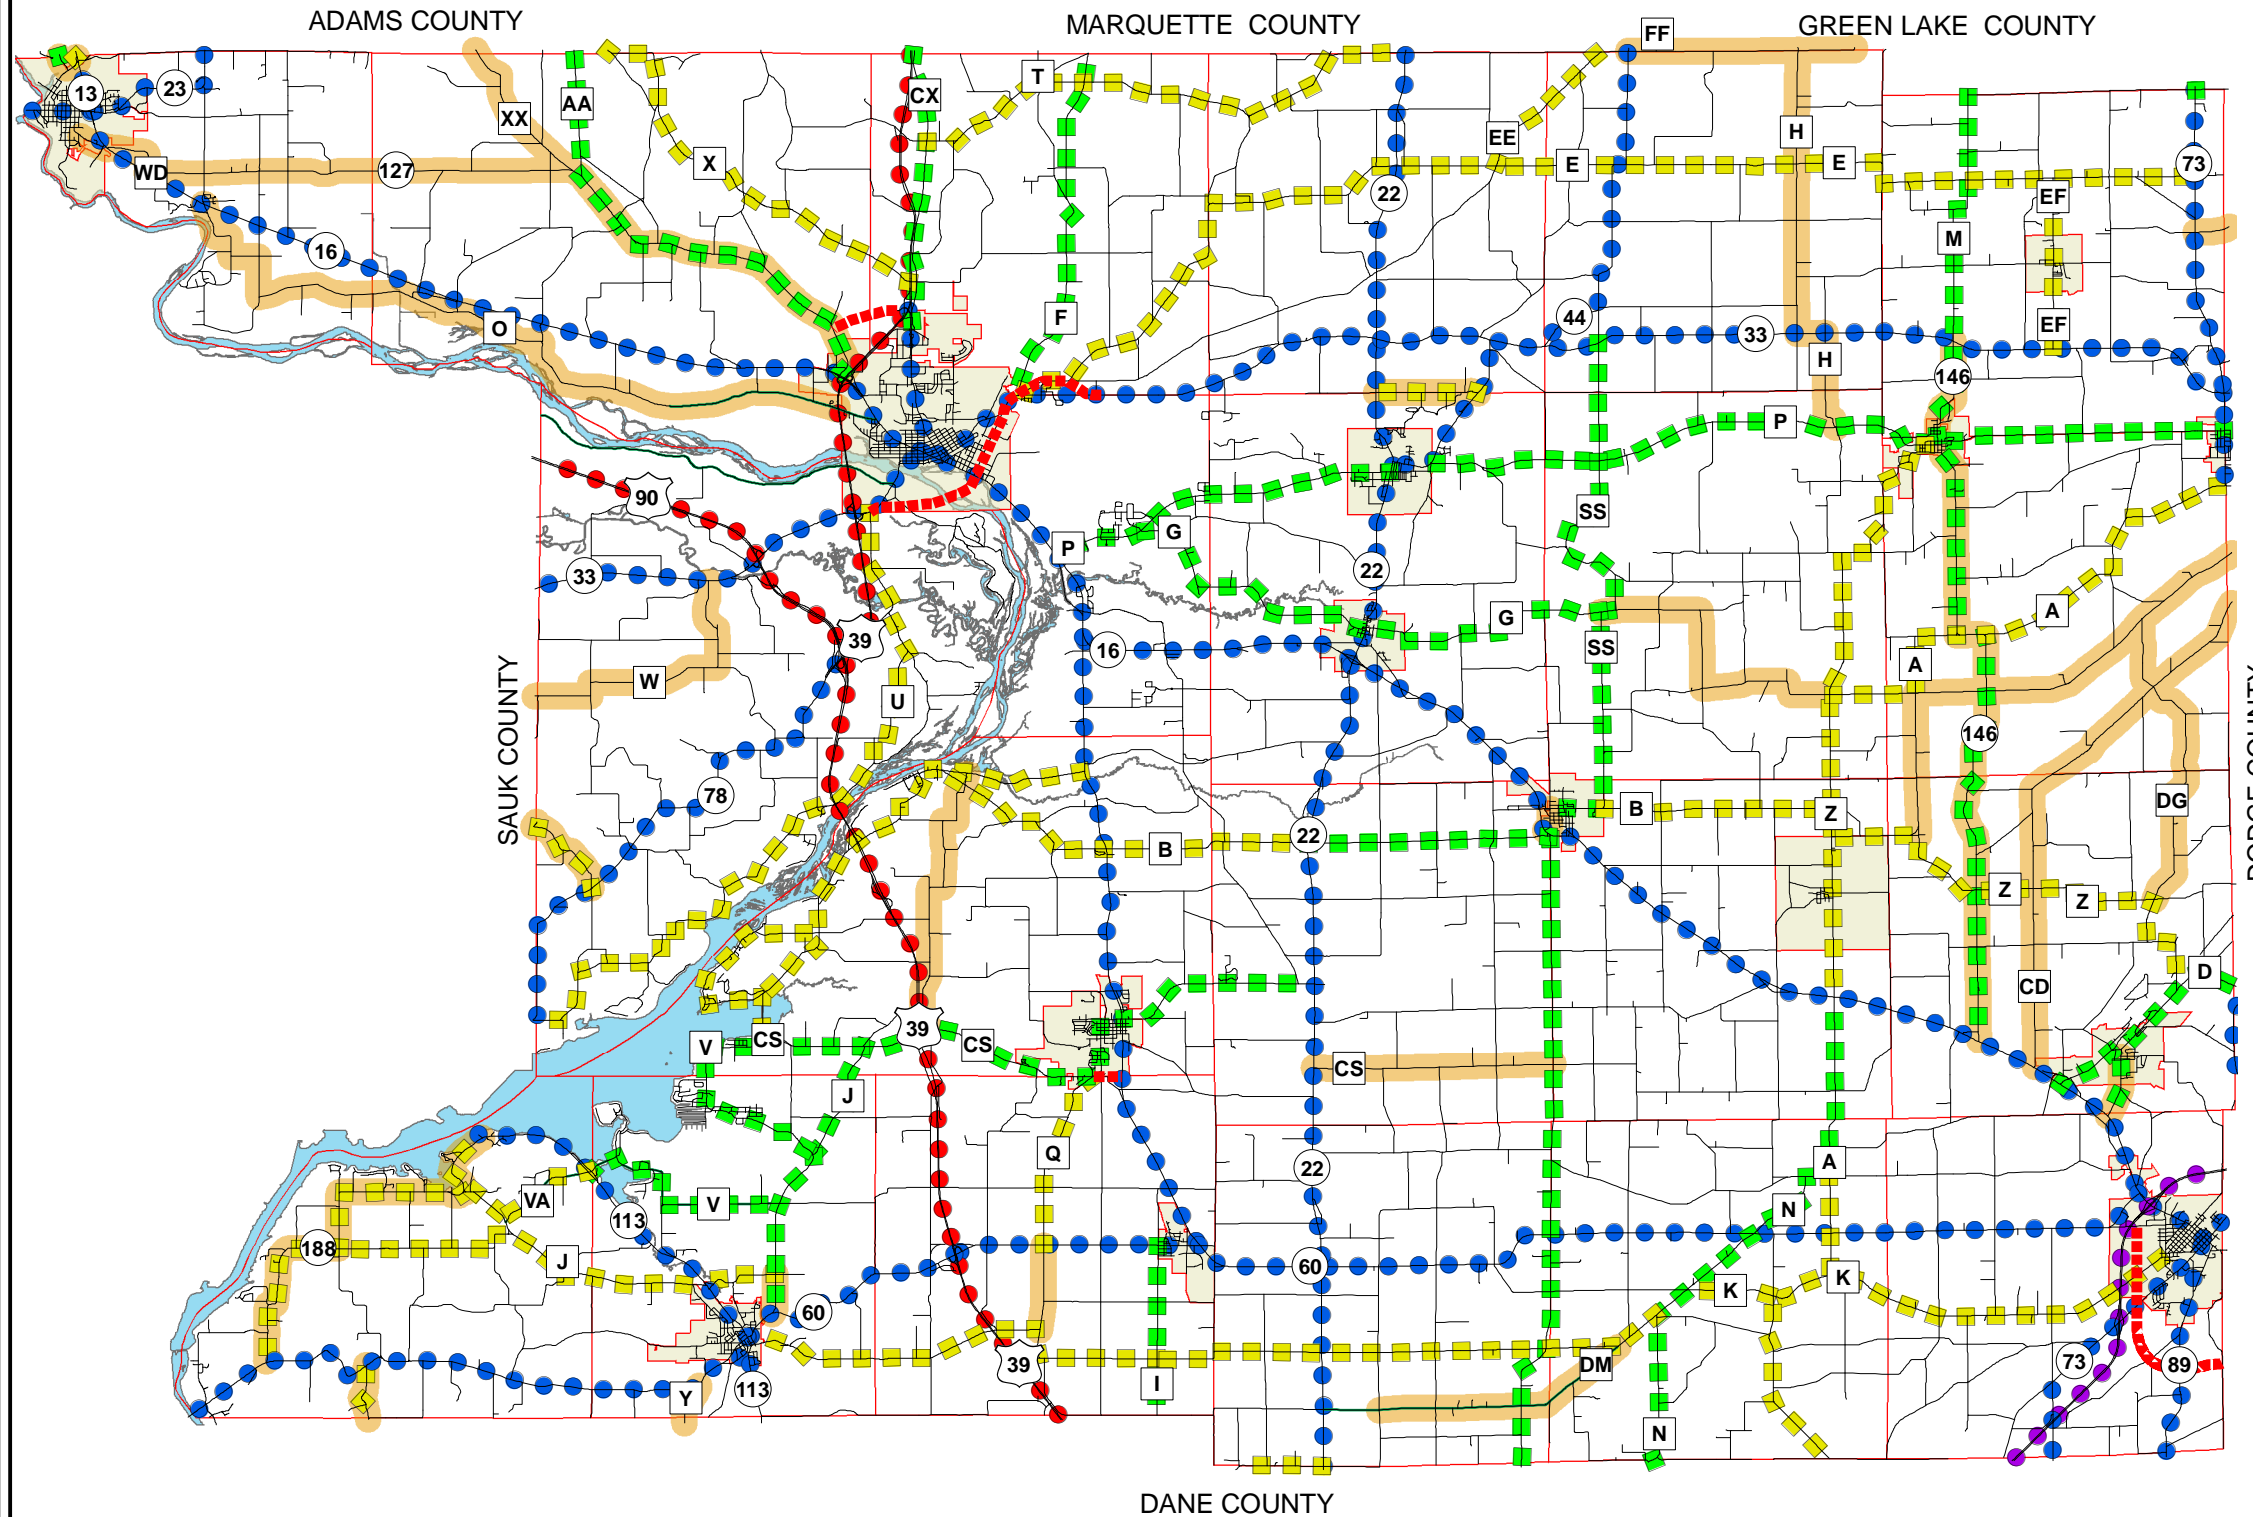 ADAMS COUNTY
MARQUETTE COUNTY
GREEN LAKE COUNTY
FF
13
23
XX
AA
CX
T
EE
H
73
WD
127
X
22
E
E
EF
16
M
O
F
44
33
EF
H
146
P
90
G
SS
33
P
22
39
16
G
SS
A
A
W
U
SAUK COUNTY
146
78
B
22
B
Z
DG
Z
Z
CD
D
39
V
CS
CS
CS
J
Q
22
A
VA
V
113
N
188
J
60
60
K
K
39
DM
73
89
Y
113
I
N
DANE COUNTY